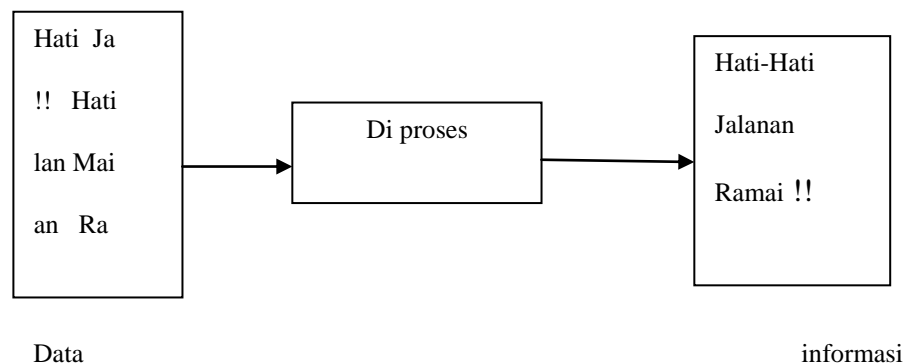 Hati Ja
!! Hati
lan Mai
an Ra
Di proses
Hati-Hati
Jalanan
Ramai !!
Data
informasi